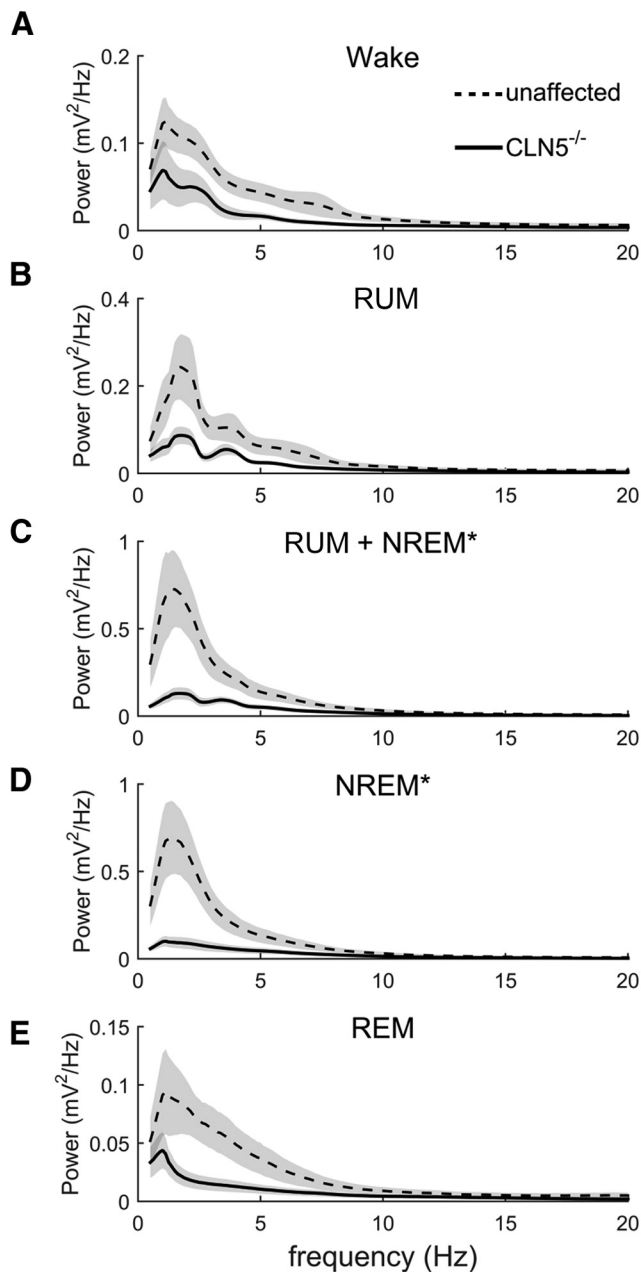 A
Wake
0.2
0.1
0
Power (mV²/Hz)
unaffected
CLN5⁻/⁻
0 5 10 15 20
B
RUM
0.4
0.2
0
Power (mV²/Hz)
0 5 10 15 20
C
RUM + NREM*
1
0.5
0
Power (mV²/Hz)
0 5 10 15 20
D
NREM*
1
0.5
0
Power (mV²/Hz)
0 5 10 15 20
E
REM
0.15
0.1
0.05
0
Power (mV²/Hz)
0 5 10 15 20
frequency (Hz)